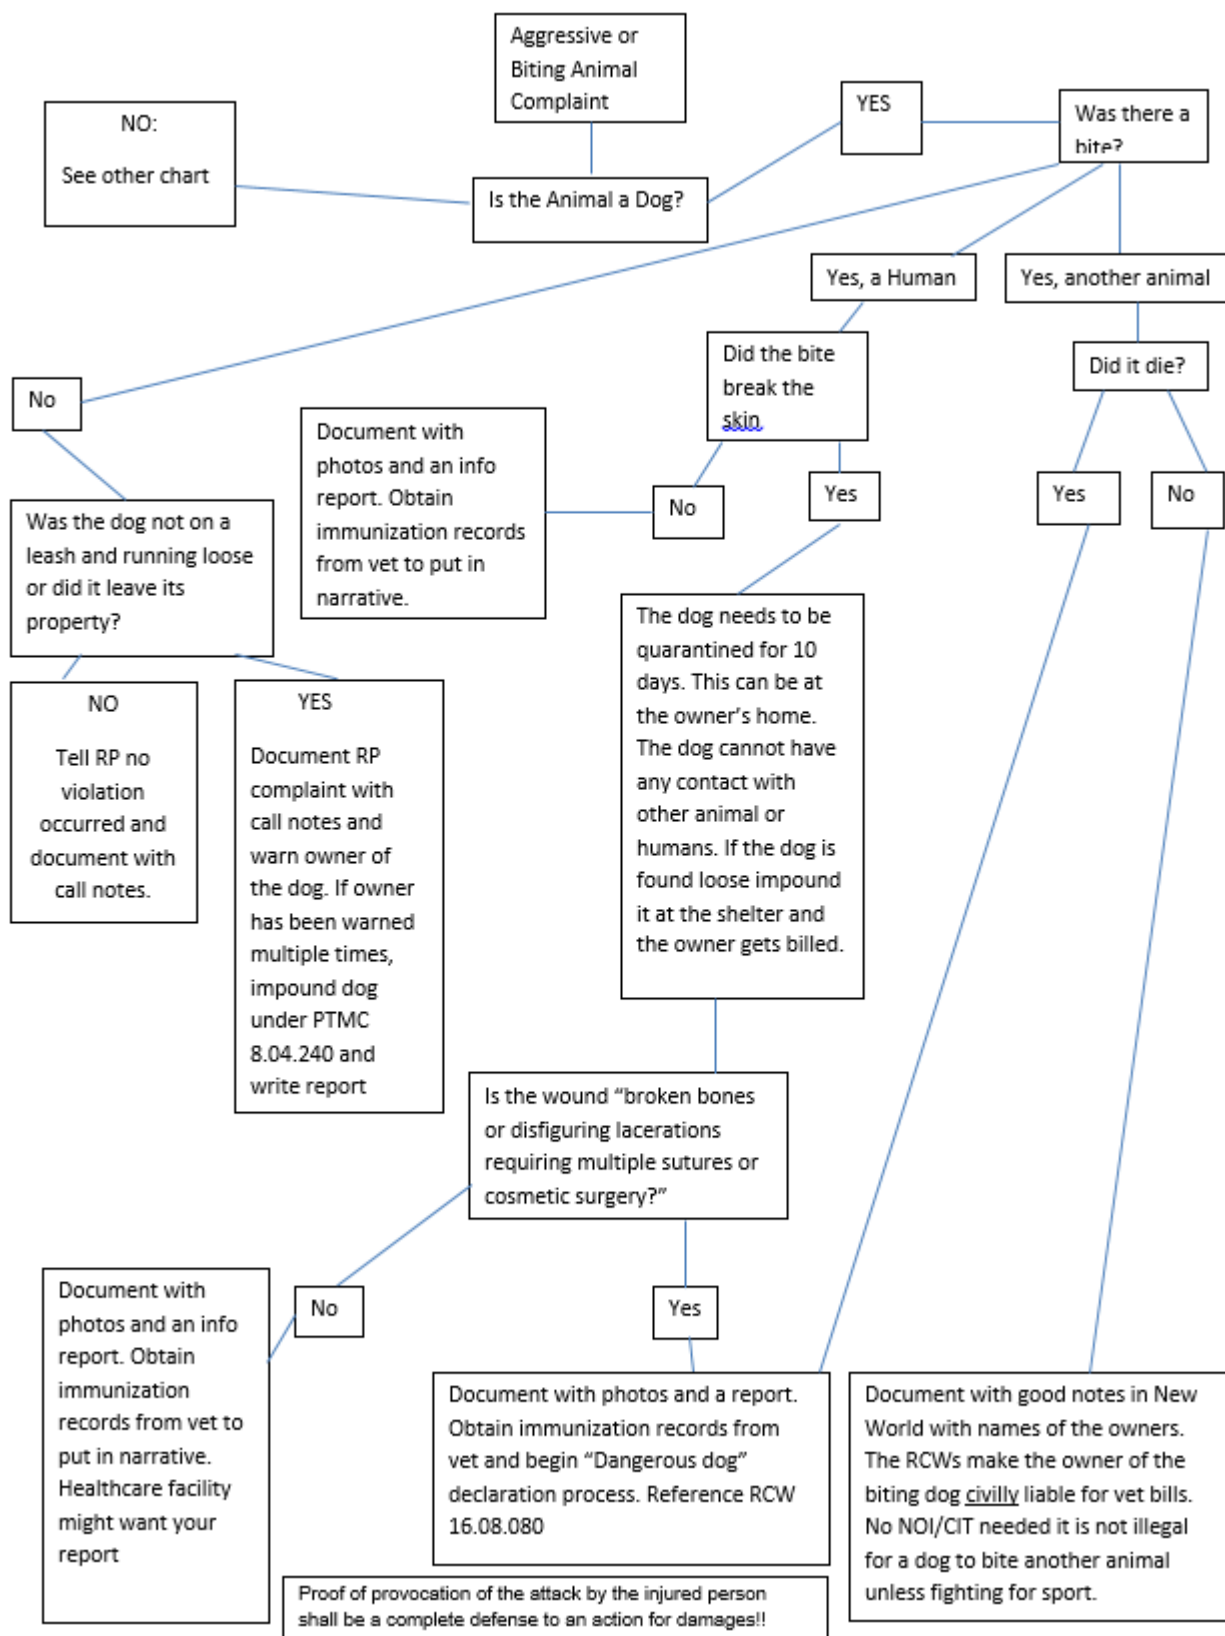 Aggressive or
Biting Animal
Complaint
NO:
See other chart
Is the Animal a Dog?
YES
Was there a
bite?
Yes, a Human
Yes, another animal
Did the bite
break the
skin
Did it die?
No
Document with
photos and an info
report. Obtain
immunization records
from vet to put in
narrative.
No
Yes
Yes
No
Was the dog not on a
leash and running loose
or did it leave its
property?
The dog needs to be
quarantined for 10
days. This can be at
the owner’s home.
The dog cannot have
any contact with
other animal or
humans. If the dog is
found loose impound
it at the shelter and
the owner gets billed.
NO
Tell RP no
violation
occurred and
document with
call notes.
YES
Document RP
complaint with
call notes and
warn owner of
the dog. If owner
has been warned
multiple times,
impound dog
under PTMC
8.04.240 and
write report
Is the wound “broken bones
or disfiguring lacerations
requiring multiple sutures or
cosmetic surgery?”
No
Yes
Document with
photos and an info
report. Obtain
immunization
records from vet to
put in narrative.
Healthcare facility
might want your
report
Document with photos and a report.
Obtain immunization records from
vet and begin “Dangerous dog”
declaration process. Reference RCW
16.08.080
Document with good notes in New
World with names of the owners.
The RCWs make the owner of the
biting dog civilly liable for vet bills.
No NOI/CIT needed it is not illegal
for a dog to bite another animal
unless fighting for sport.
Proof of provocation of the attack by the injured person
shall be a complete defense to an action for damages!!